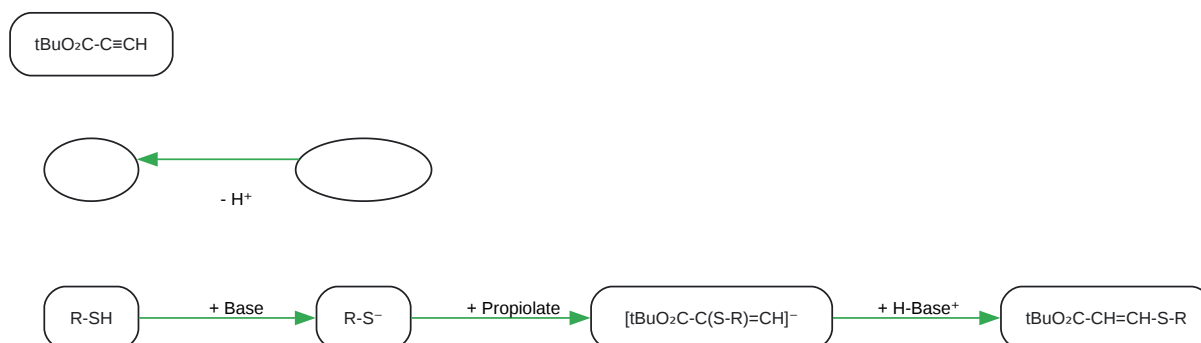 tBuO₂C-C≡CH
- H⁺
R-SH
+ Base
R-S⁻
+ Propiolate
[tBuO₂C-C(S-R)=CH]⁻
+ H-Base⁺
tBuO₂C-CH=CH-S-R